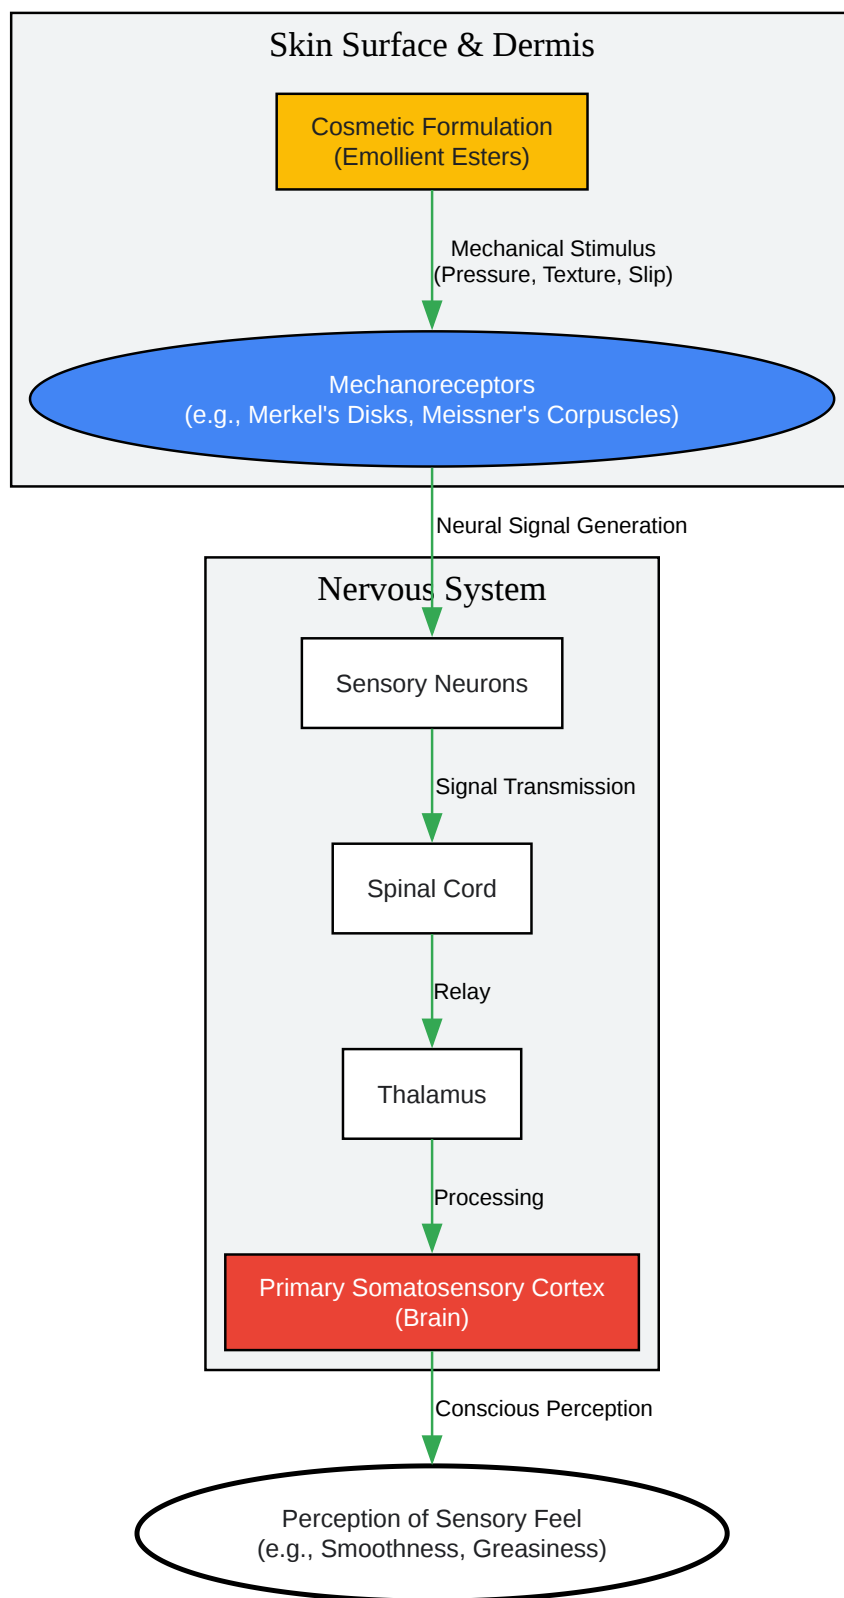 Skin Surface & Dermis
Cosmetic Formulation
(Emollient Esters)
Mechanical Stimulus
(Pressure, Texture, Slip)
Mechanoreceptors
(e.g., Merkel's Disks, Meissner's Corpuscles)
Neural Signal Generation
Nervous System
Sensory Neurons
Signal Transmission
Spinal Cord
Relay
Thalamus
Processing
Primary Somatosensory Cortex
(Brain)
Conscious Perception
Perception of Sensory Feel
(e.g., Smoothness, Greasiness)